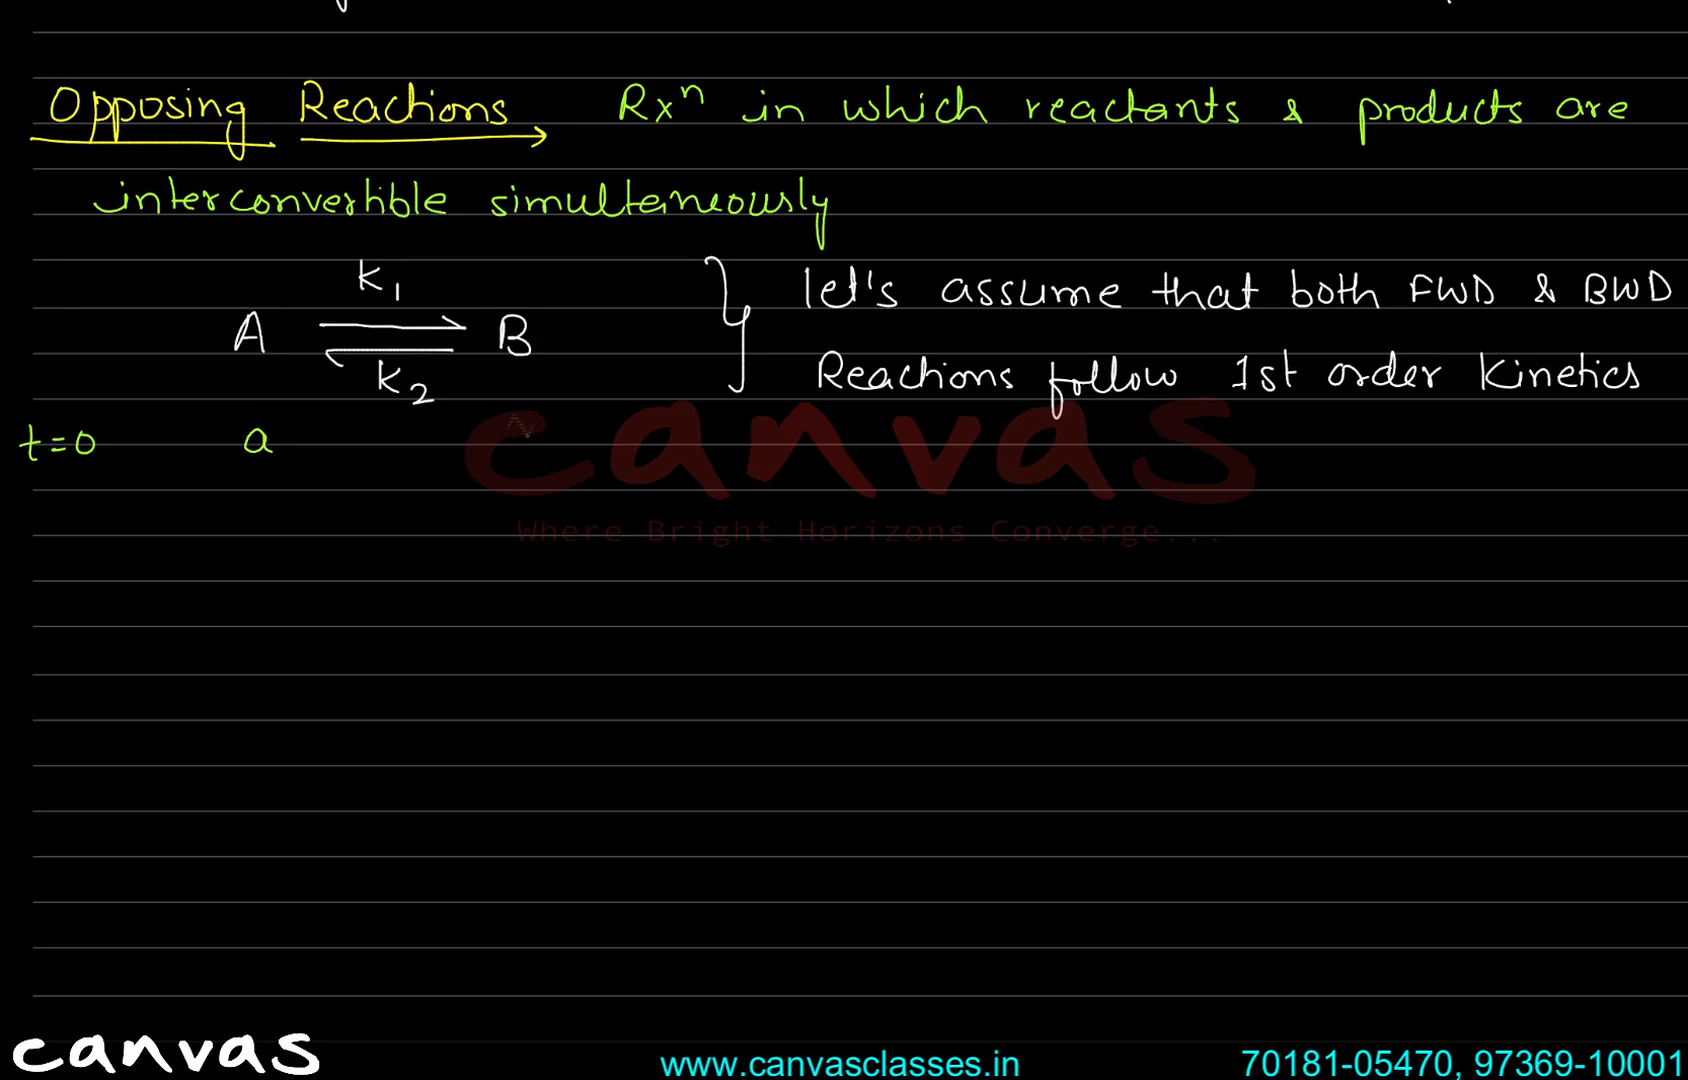 Opposing Reactions Rxⁿ in which reactants & products are
interconvertible simultaneously
k₁
A ⇌ B
k₂
let's assume that both FWD & BWD
Reactions follow 1st order Kinetics
t=0 a
canvas
Where Bright Horizons Converge...
canvas
www.canvasclasses.in
70181-05470, 97369-10001